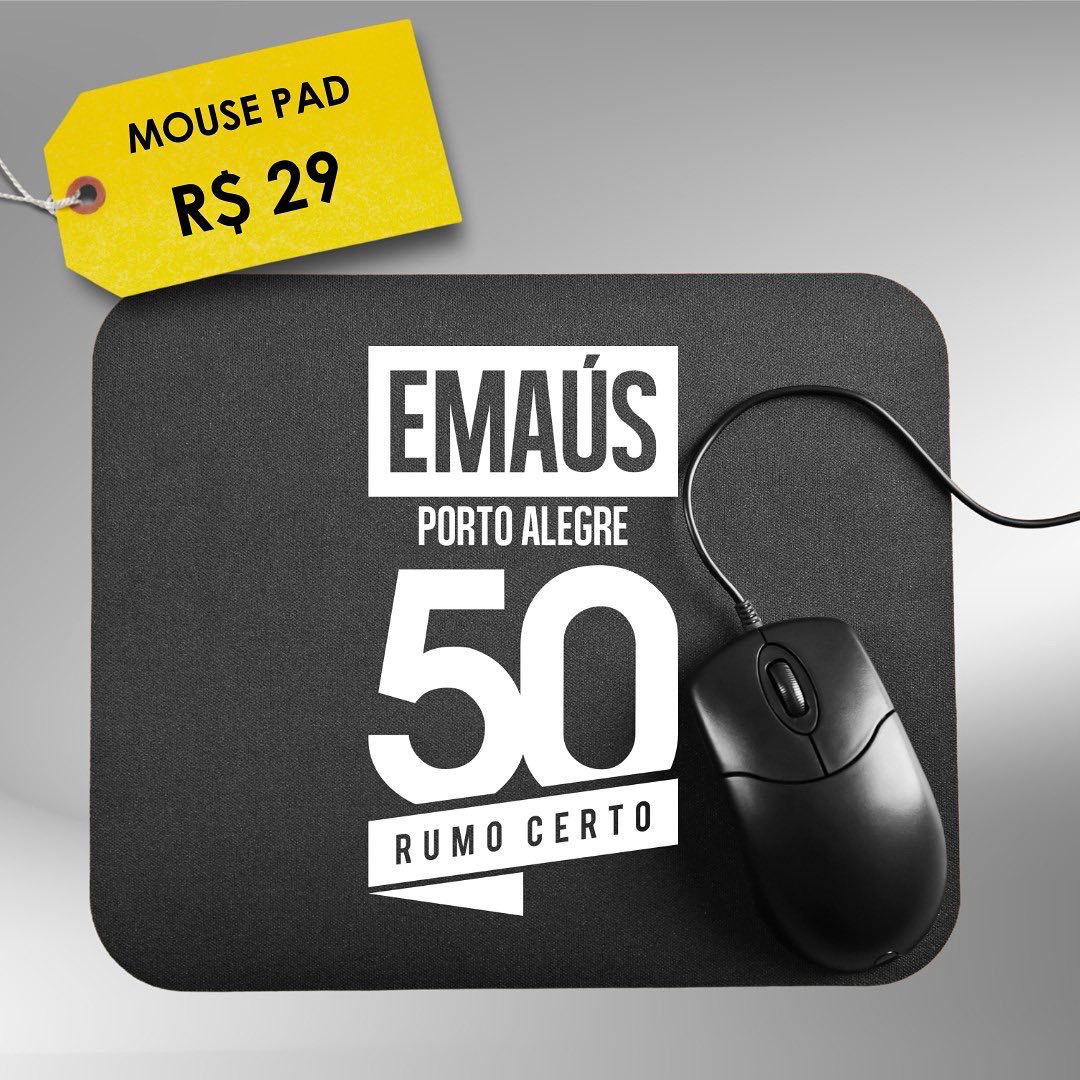 MOUSE PAD
R$ 29
EMAÚS
PORTO ALEGRE
50
RUMO CERTO